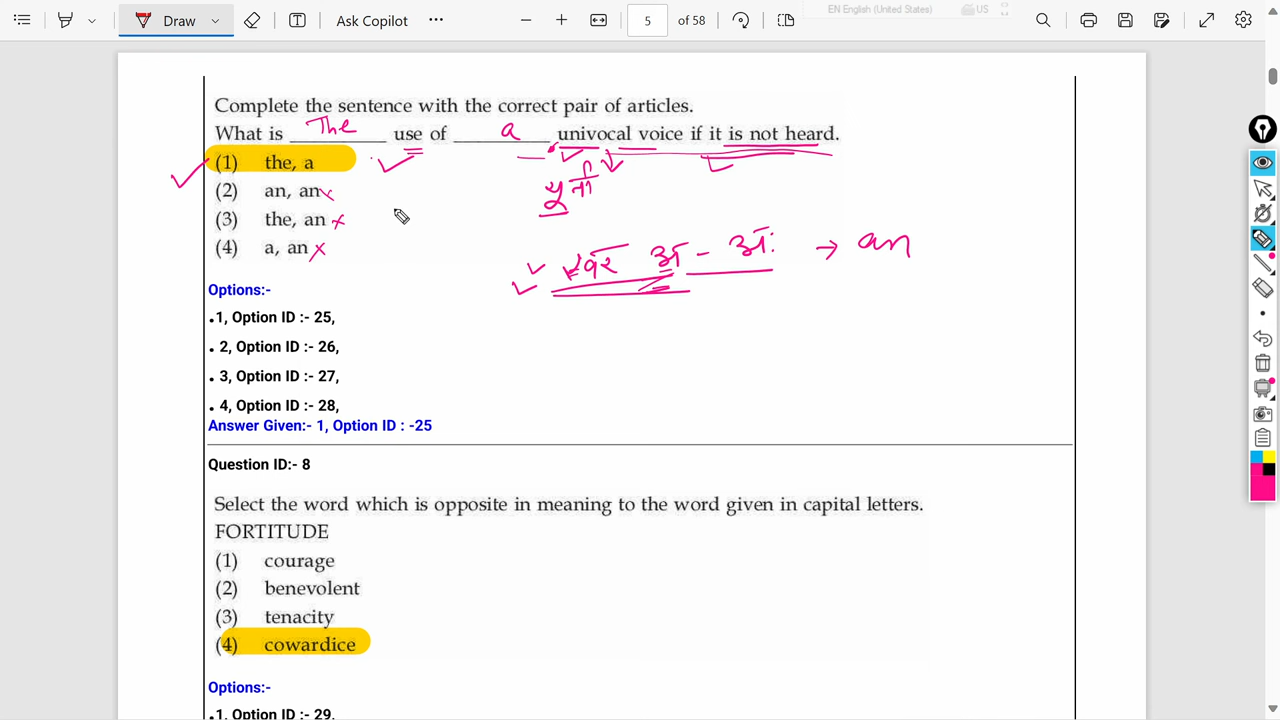 Draw
Ask Copilot
5 of 58
EN English (United States)
US
Complete the sentence with the correct pair of articles.
What is The use of a univocal voice if it is not heard.
(1) the, a
(2) an, an x
(3) the, an x
(4) a, an x
स्वर अ - अः → an
Options:-
.1, Option ID :- 25,
. 2, Option ID :- 26,
. 3, Option ID :- 27,
. 4, Option ID :- 28,
Answer Given:- 1, Option ID : -25
Question ID:- 8
Select the word which is opposite in meaning to the word given in capital letters.
FORTITUDE
(1) courage
(2) benevolent
(3) tenacity
(4) cowardice
Options:-
.1, Option ID :- 29,